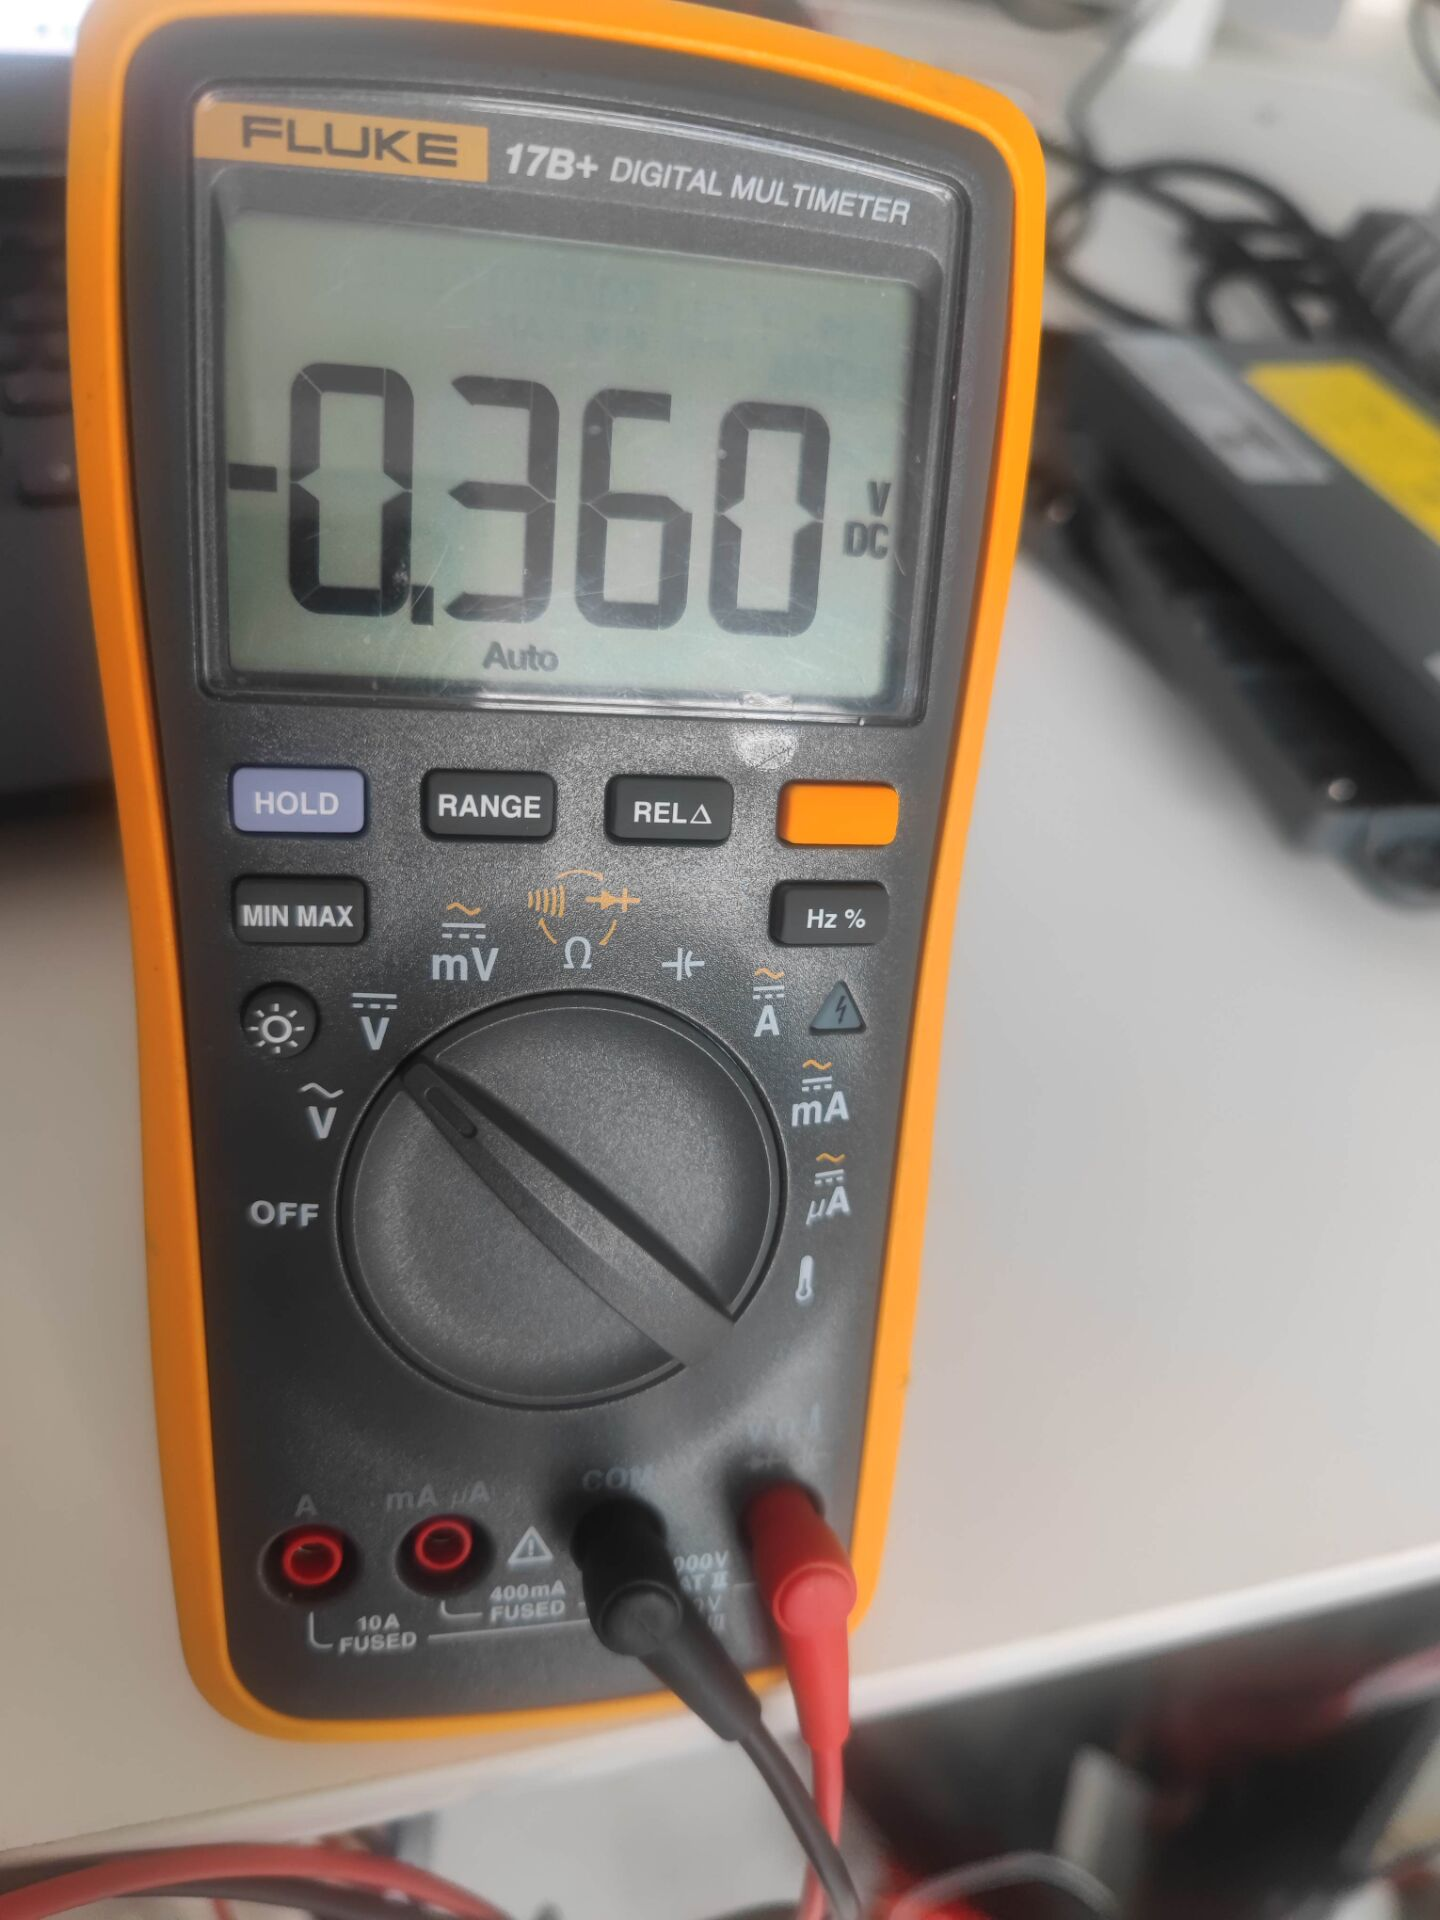 FLUKE 17B+ DIGITAL MULTIMETER
-0.360 V DC
Auto
HOLD RANGE REL△
MIN MAX Hz %
mV Ω
V A
V mA
OFF µA
A mA µA COM
400mA FUSED
10A FUSED